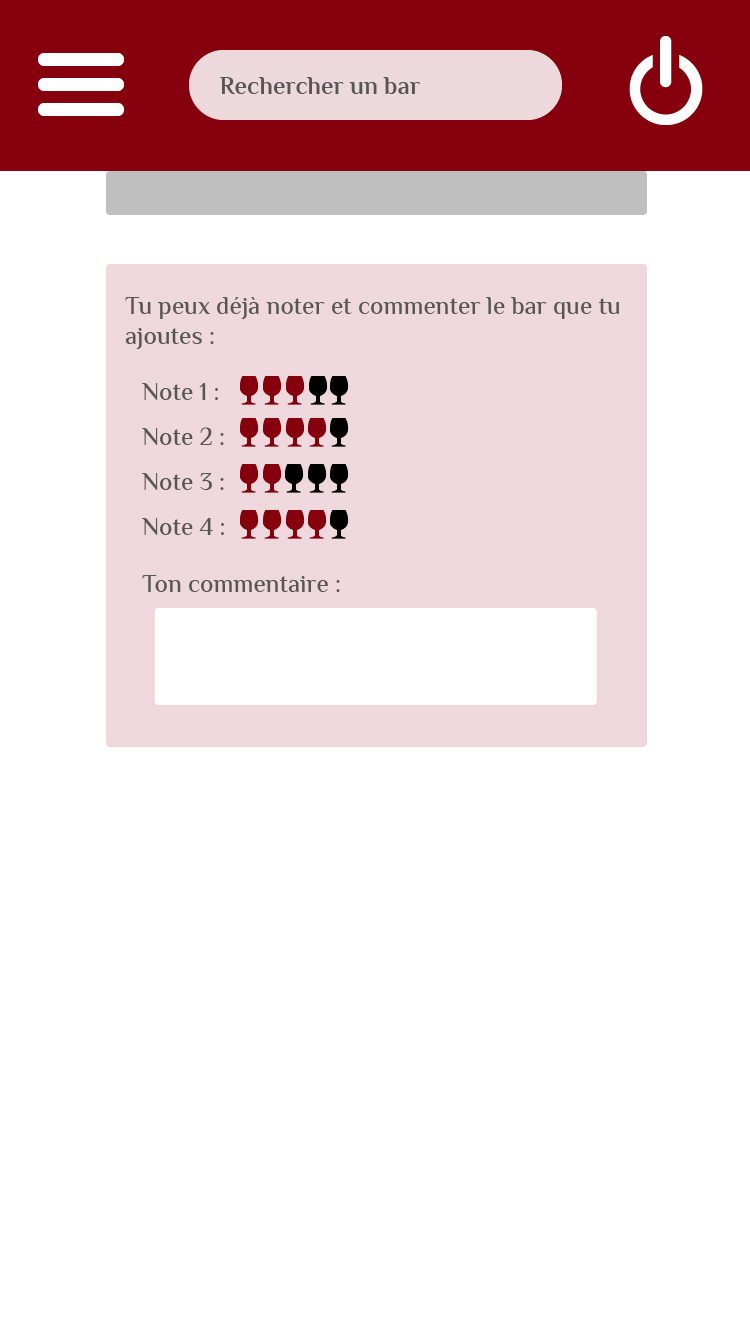 Rechercher un bar
Tu peux déjà noter et commenter le bar que tu
ajoutes :
Note 1 :
Note 2 :
Note 3 :
Note 4 :
Ton commentaire :